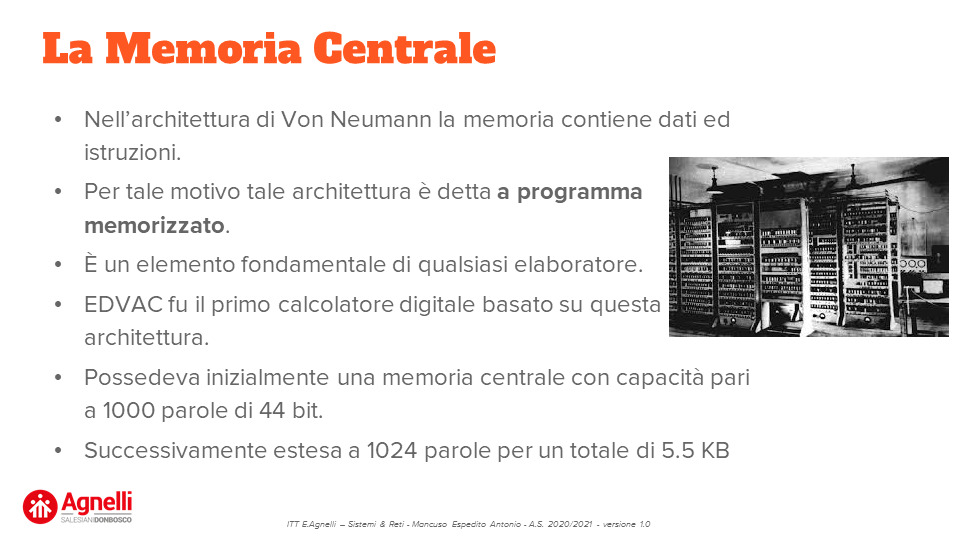 La Memoria Centrale
• Nell’architettura di Von Neumann la memoria contiene dati ed
istruzioni.
• Per tale motivo tale architettura è detta a programma
memorizzato.
• È un elemento fondamentale di qualsiasi elaboratore.
• EDVAC fu il primo calcolatore digitale basato su questa
architettura.
• Possedeva inizialmente una memoria centrale con capacità pari
a 1000 parole di 44 bit.
• Successivamente estesa a 1024 parole per un totale di 5.5 KB
Agnelli
SALESIANIDONBOSCO
ITT E.Agnelli – Sistemi & Reti - Mancuso Espedito Antonio - A.S. 2020/2021 - versione 1.0